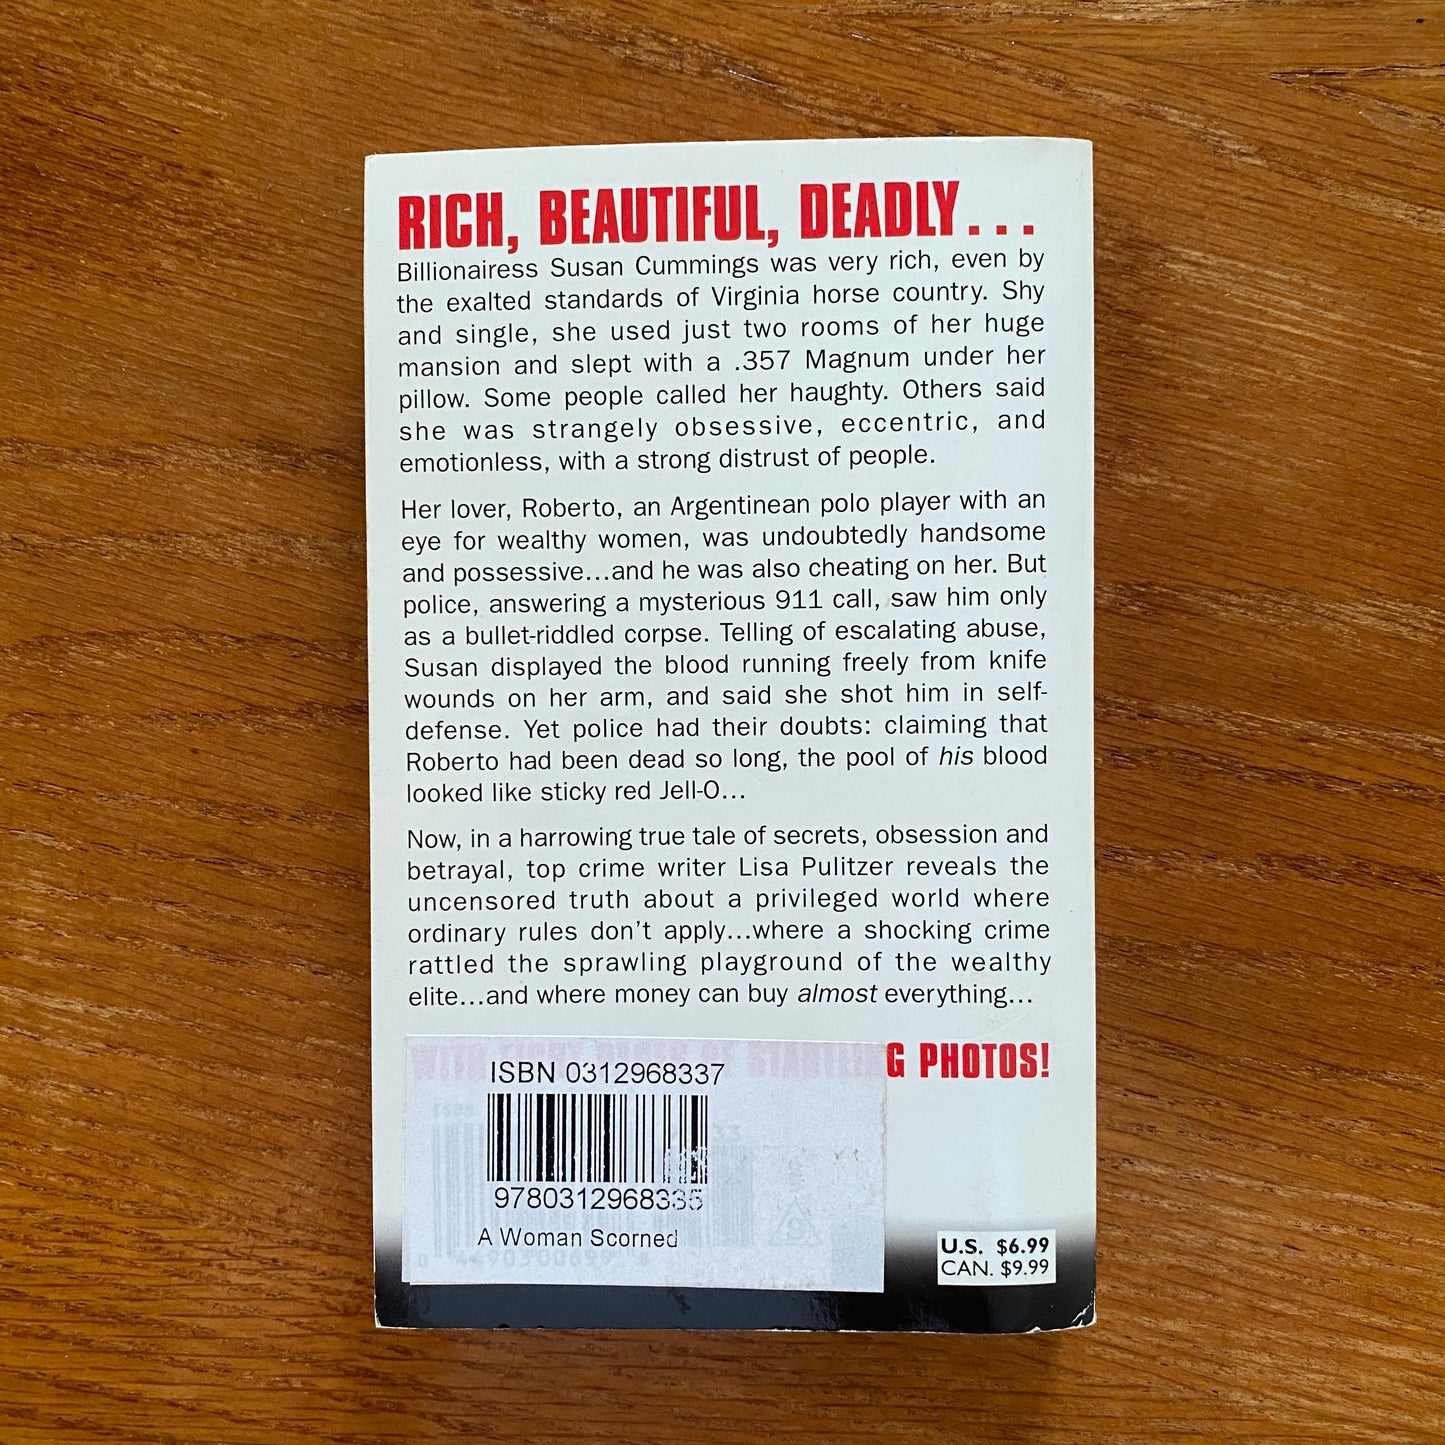 RICH, BEAUTIFUL, DEADLY...
Billionairess Susan Cummings was very rich, even by
the exalted standards of Virginia horse country. Shy
and single, she used just two rooms of her huge
mansion and slept with a .357 Magnum under her
pillow. Some people called her haughty. Others said
she was strangely obsessive, eccentric, and
emotionless, with a strong distrust of people.
Her lover, Roberto, an Argentinean polo player with an
eye for wealthy women, was undoubtedly handsome
and possessive...and he was also cheating on her. But
police, answering a mysterious 911 call, saw him only
as a bullet-riddled corpse. Telling of escalating abuse,
Susan displayed the blood running freely from knife
wounds on her arm, and said she shot him in self-
defense. Yet police had their doubts: claiming that
Roberto had been dead so long, the pool of his blood
looked like sticky red Jell-O...
Now, in a harrowing true tale of secrets, obsession and
betrayal, top crime writer Lisa Pulitzer reveals the
uncensored truth about a privileged world where
ordinary rules don't apply...where a shocking crime
rattled the sprawling playground of the wealthy
elite...and where money can buy almost everything...
WITH STARTLING PHOTOS!
ISBN 0312968337
9780312968335
A Woman Scorned
U.S. $6.99
CAN. $9.99